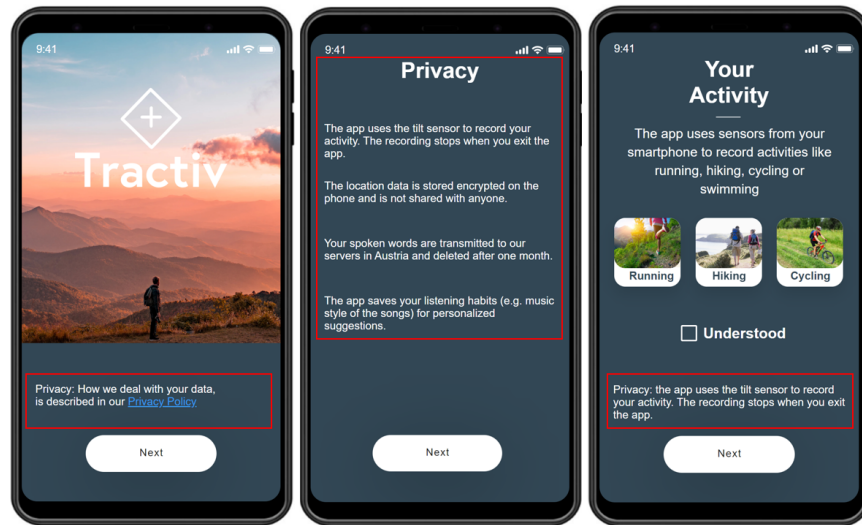 9:41
Tractiv
Privacy: How we deal with your data,
is described in our Privacy Policy
Next
9:41
Privacy
The app uses the tilt sensor to record your
activity. The recording stops when you exit the
app.
The location data is stored encrypted on the
phone and is not shared with anyone.
Your spoken words are transmitted to our
servers in Austria and deleted after one month.
The app saves your listening habits (e.g. music
style of the songs) for personalized
suggestions.
Next
9:41
Your
Activity
The app uses sensors from your
smartphone to record activities like
running, hiking, cycling or
swimming
Running Hiking Cycling
Understood
Privacy: the app uses the tilt sensor to record
your activity. The recording stops when you exit
the app.
Next